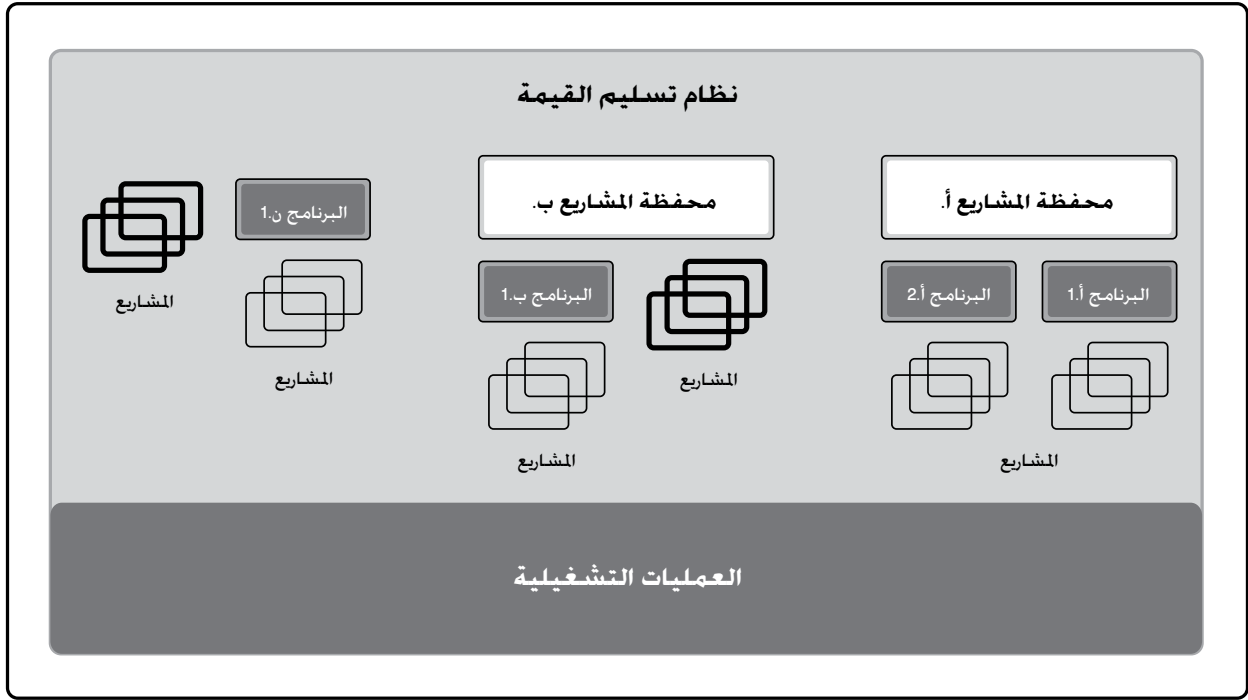 نظام تسليم القيمة
محفظة المشاريع أ.
محفظة المشاريع ب.
البرنامج ن.1
المشاريع
البرنامج أ.1
البرنامج أ.2
البرنامج ب.1
المشاريع
المشاريع
المشاريع
المشاريع
العمليات التشغيلية